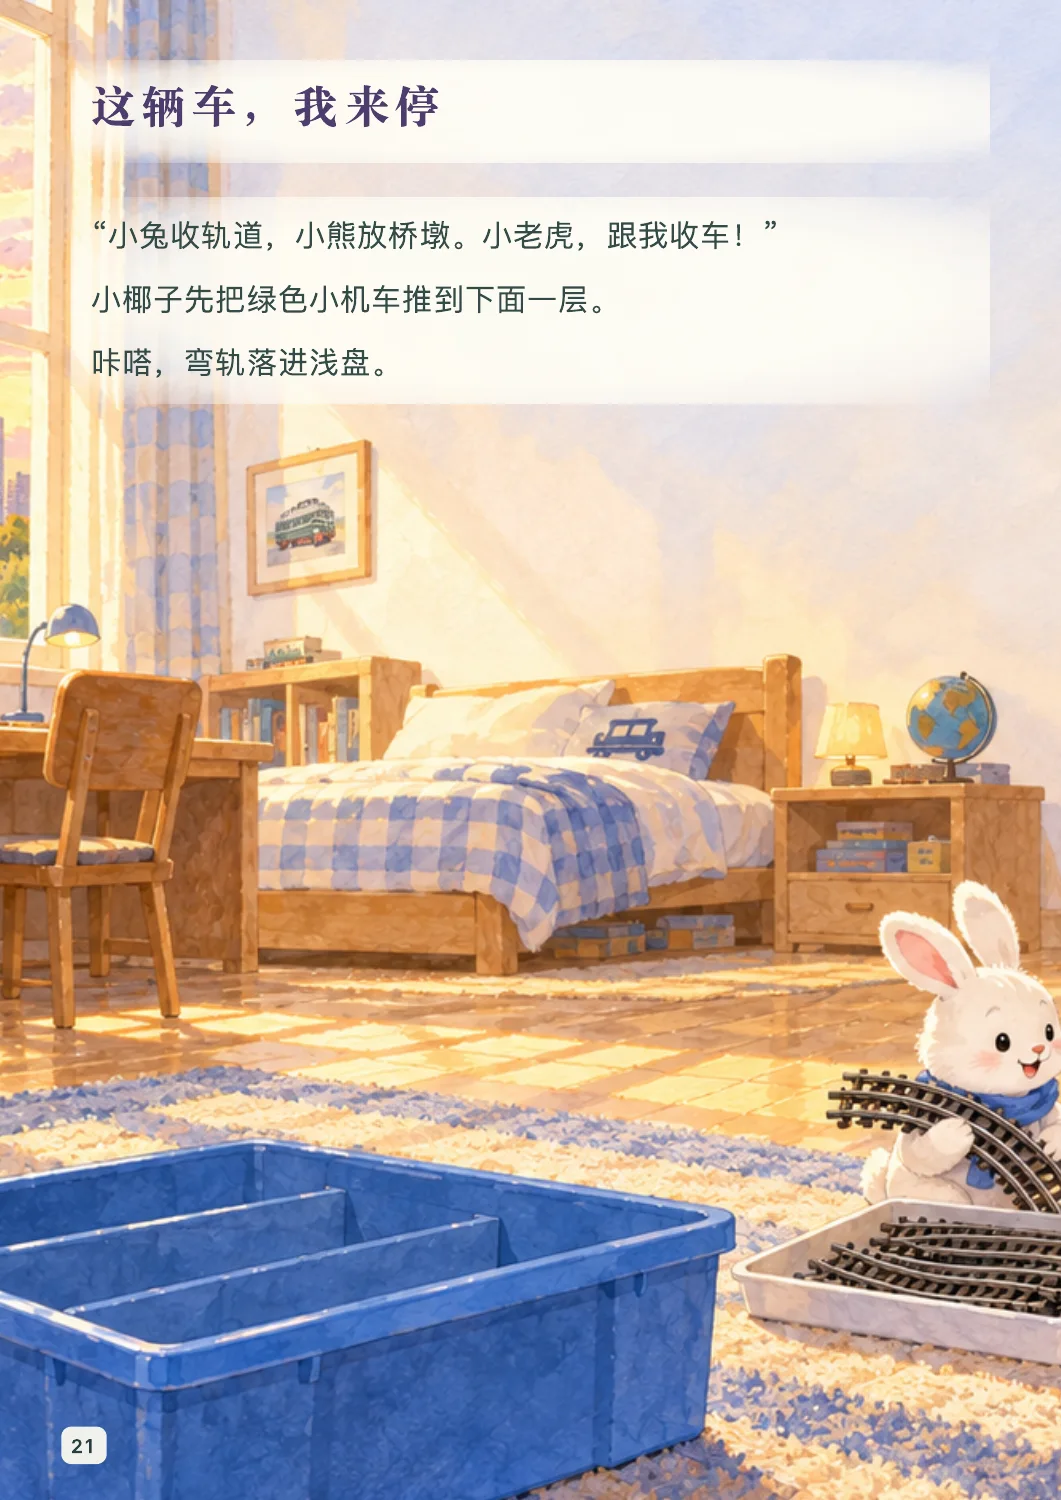 这辆车，我来停
“小兔收轨道，小熊放桥墩。小老虎，跟我收车！”
小椰子先把绿色小机车推到下面一层。
咔嗒，弯轨落进浅盘。
21